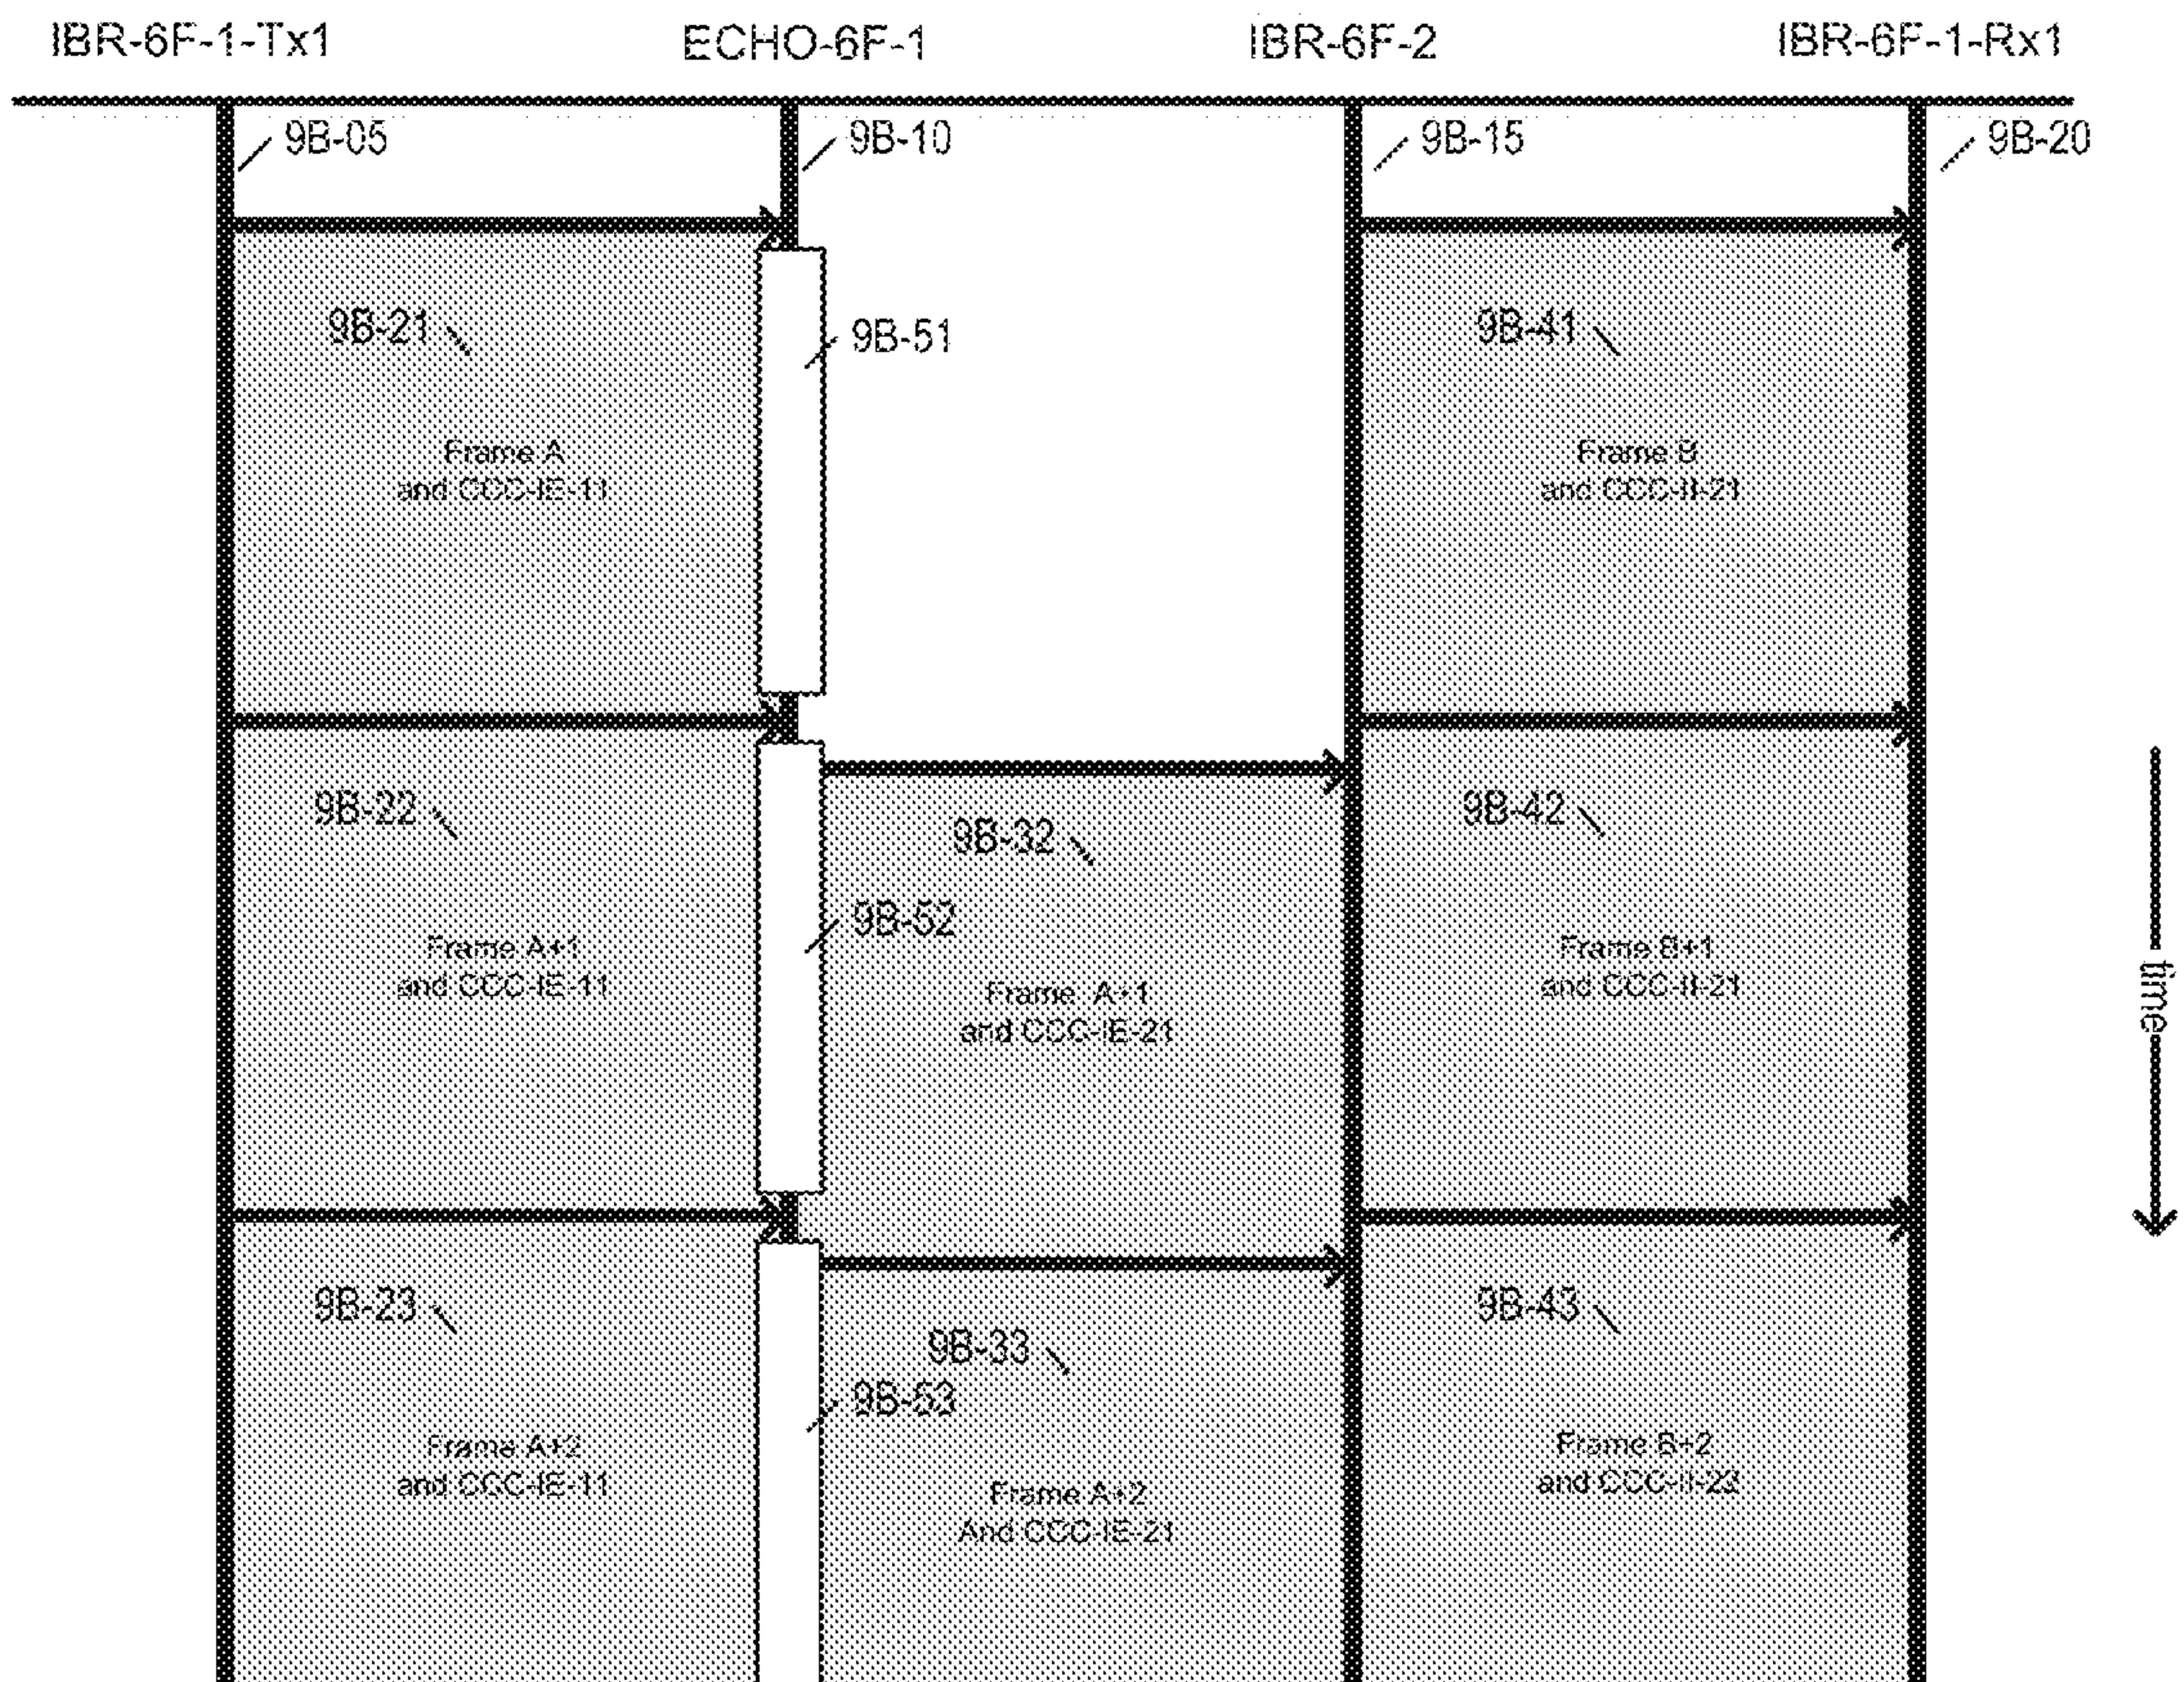 IBR-6F-1-Tx1
ECHO-6F-1
IBR-6F-2
IBR-6F-1-Rx1
9B-05
9B-10
9B-15
9B-20
9B-21
9B-51
9B-41
Frame A
and CCC-IE-11
Frame B
and CCC-II-21
9B-22
9B-32
9B-42
9B-52
Frame A+1
and CCC-IE-11
Frame A+1
and CCC-IE-21
Frame B+1
and CCC-II-21
time
9B-23
9B-33
9B-43
9B-53
Frame A+2
and CCC-IE-11
Frame A+2
And CCC-IE-21
Frame B+2
and CCC-II-23